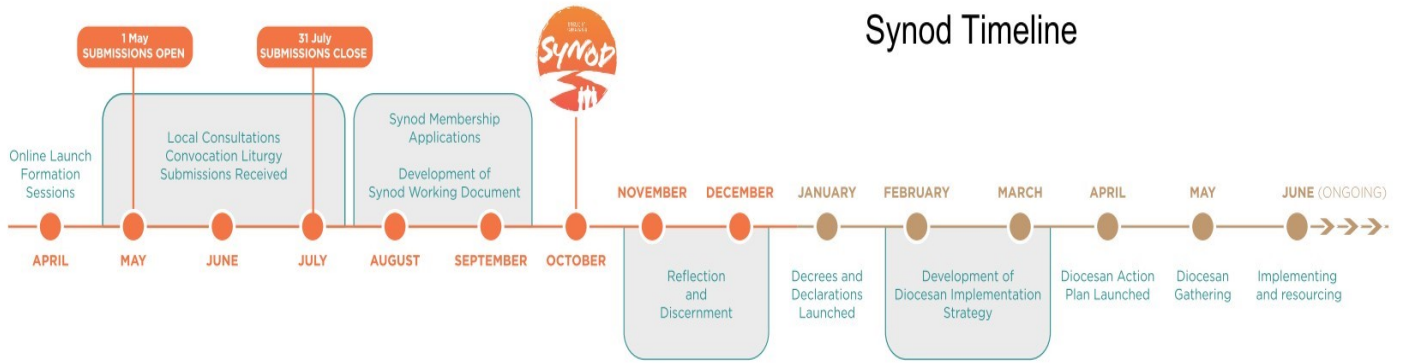 Synod Timeline
1 May
SUBMISSIONS OPEN
31 July
SUBMISSIONS CLOSE
SYNOD
Online Launch
Formation
Sessions
Local Consultations
Convocation Liturgy
Submissions Received
Synod Membership
Applications
Development of
Synod Working Document
NOVEMBER
DECEMBER
JANUARY
FEBRUARY
MARCH
APRIL
MAY
JUNE (ONGOING)
APRIL
MAY
JUNE
JULY
AUGUST
SEPTEMBER
OCTOBER
Reflection
and
Discernment
Decrees and
Declarations
Launched
Development of
Diocesan Implementation
Strategy
Diocesan Action
Plan Launched
Diocesan
Gathering
Implementing
and resourcing